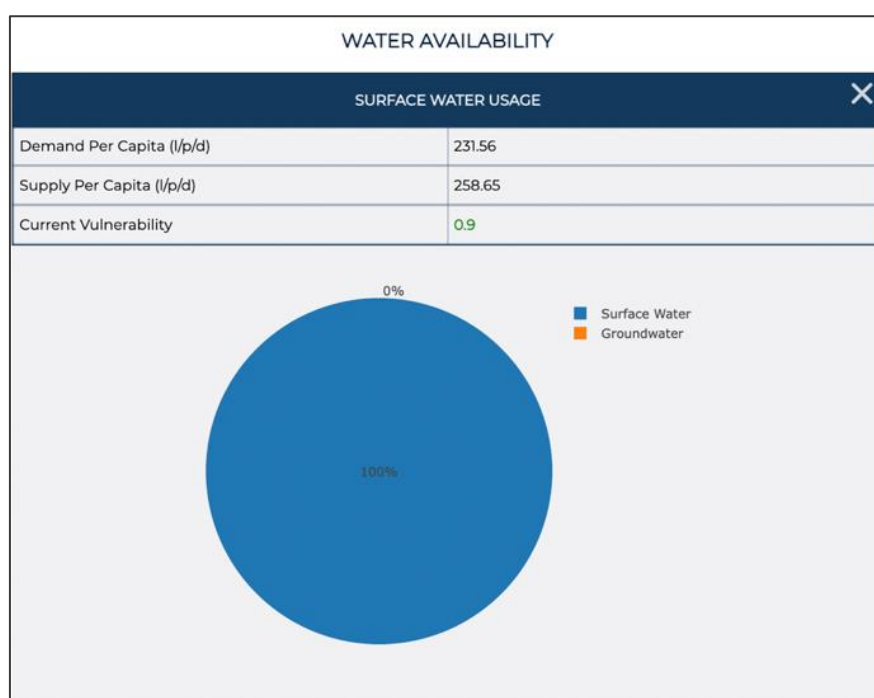 WATER AVAILABILITY
SURFACE WATER USAGE
Demand Per Capita (l/p/d) 231.56
Supply Per Capita (l/p/d) 258.65
Current Vulnerability 0.9
0%
Surface Water
Groundwater
100%